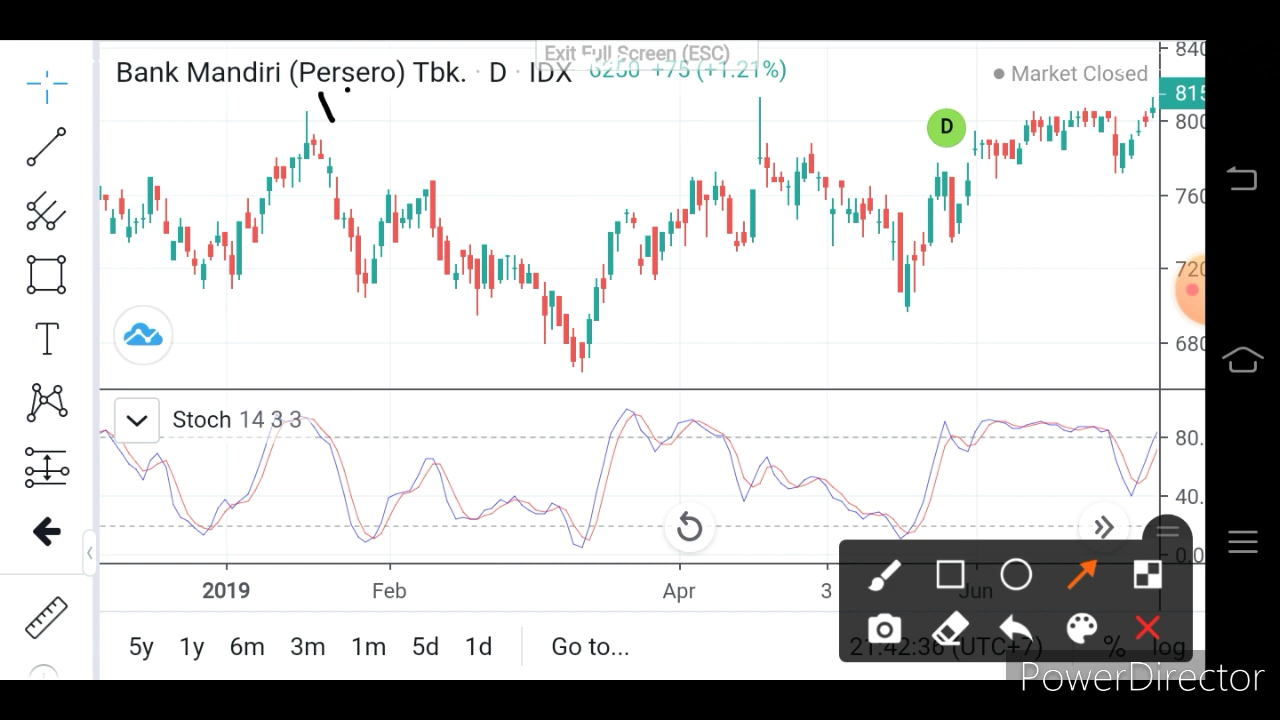 Exit Full Screen (ESC)
Bank Mandiri (Persero) Tbk. · D · IDX 6250 +75 (+1.21%)
Market Closed
840
815
800
D
760
720
680
Stoch 14 3 3
80.
40.
0.0
2019 Feb Apr 3 Jun
5y 1y 6m 3m 1m 5d 1d Go to... 21:42:36 (UTC+7) % log
T
PowerDirector